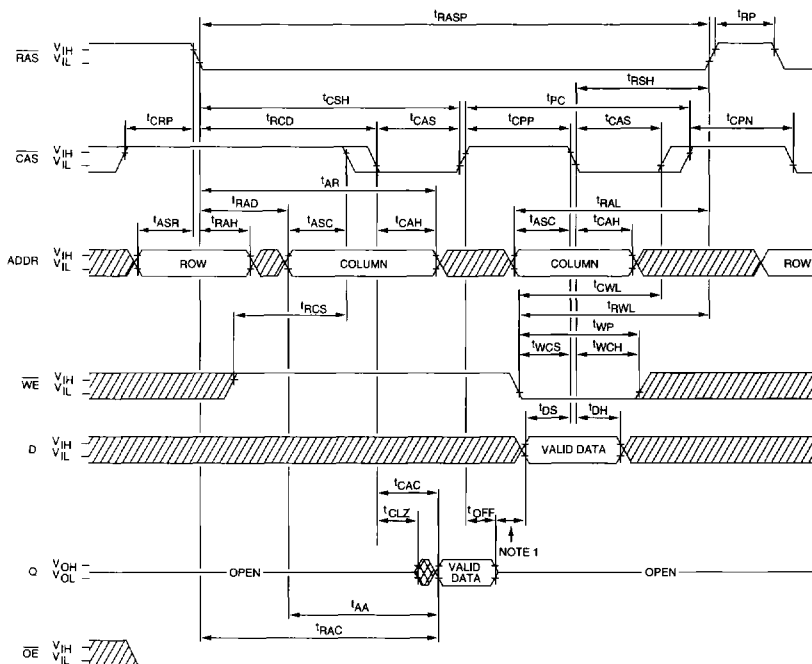 tRASP
tRP
RAS VIH
VIL
tRSH
tCSH
tPC
tCRP
tRCD
tCAS
tCPP
tCAS
tCPN
CAS VIH
VIL
tAR
tRAD
tRAL
tASR
tRAH
tASC
tCAH
tASC
tCAH
ADDR VIH
VIL
ROW
COLUMN
COLUMN
ROW
tCWL
tRCS
tRWL
tWP
tWCS
tWCH
WE VIH
VIL
tDS
tDH
D VIH
VIL
VALID DATA
tCAC
tCLZ
tOFF
NOTE 1
Q VOH
VOL
OPEN
VALID
DATA
OPEN
tAA
tRAC
OE VIH
VIL